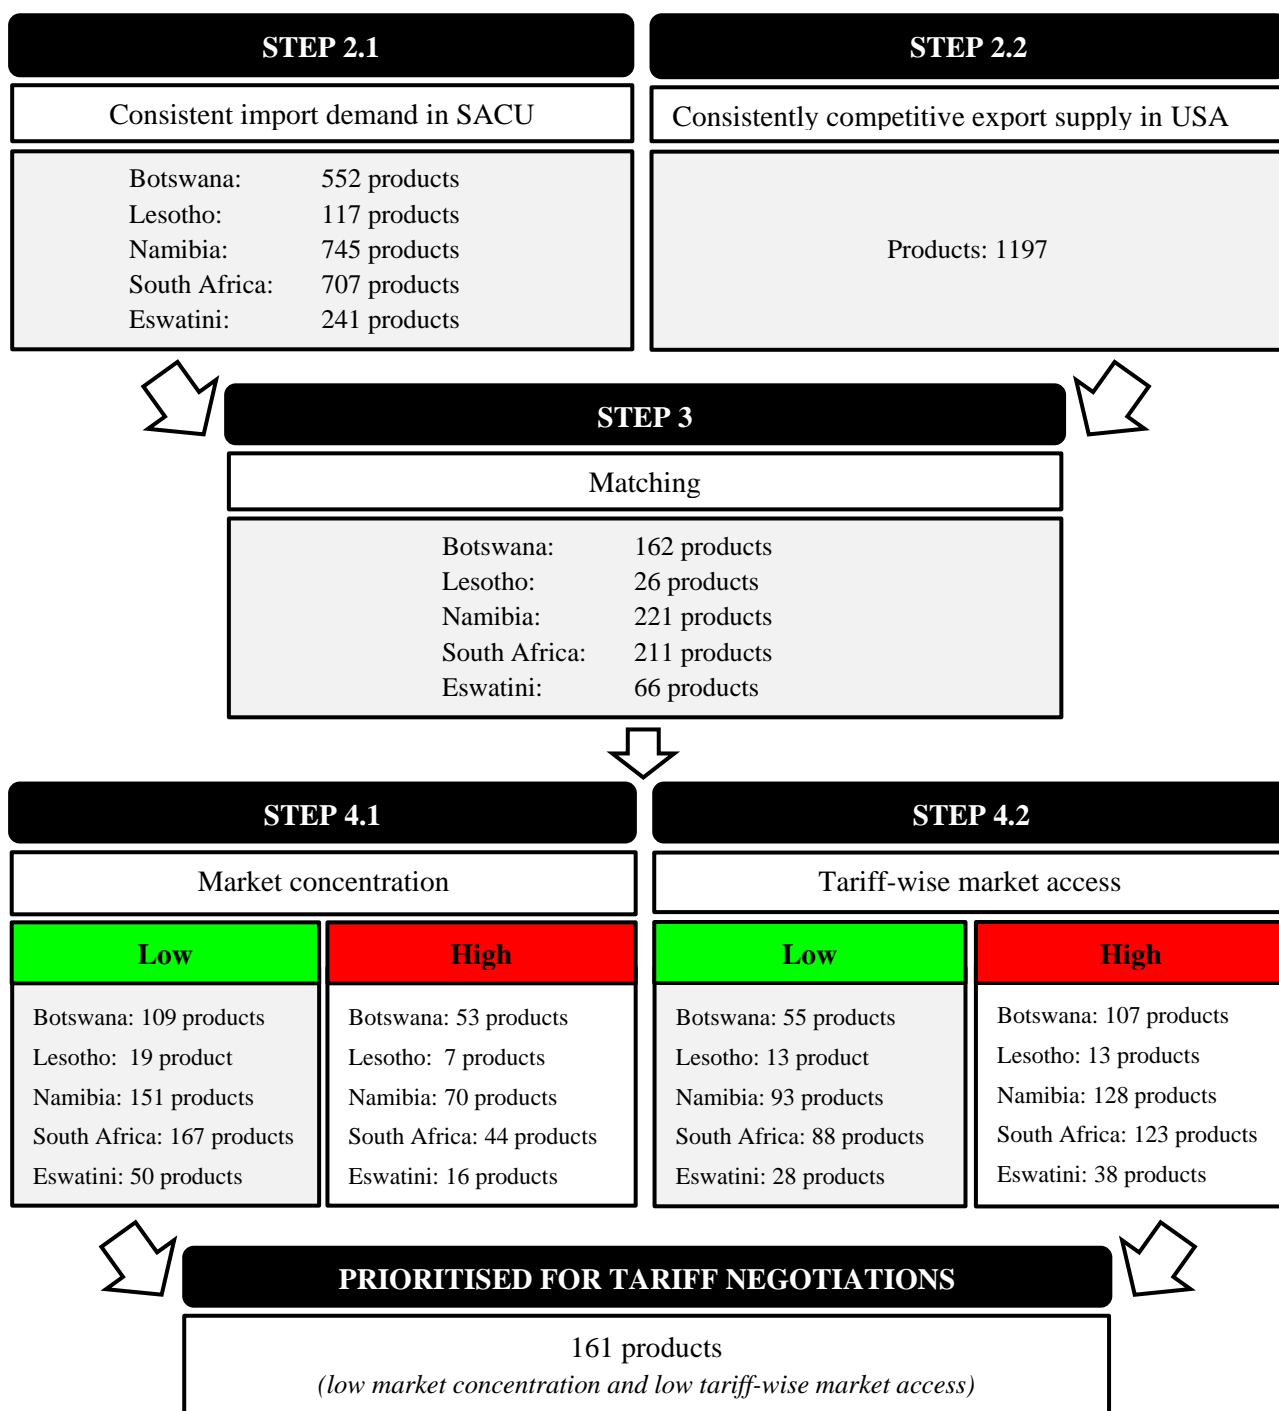 STEP 2.1
Consistent import demand in SACU
Botswana: 552 products
Lesotho: 117 products
Namibia: 745 products
South Africa: 707 products
Eswatini: 241 products
STEP 2.2
Consistently competitive export supply in USA
Products: 1197
STEP 3
Matching
Botswana: 162 products
Lesotho: 26 products
Namibia: 221 products
South Africa: 211 products
Eswatini: 66 products
STEP 4.1
Market concentration
Low
Botswana: 109 products
Lesotho: 19 product
Namibia: 151 products
South Africa: 167 products
Eswatini: 50 products
High
Botswana: 53 products
Lesotho: 7 products
Namibia: 70 products
South Africa: 44 products
Eswatini: 16 products
STEP 4.2
Tariff-wise market access
Low
Botswana: 55 products
Lesotho: 13 product
Namibia: 93 products
South Africa: 88 products
Eswatini: 28 products
High
Botswana: 107 products
Lesotho: 13 products
Namibia: 128 products
South Africa: 123 products
Eswatini: 38 products
PRIORITISED FOR TARIFF NEGOTIATIONS
161 products
(low market concentration and low tariff-wise market access)